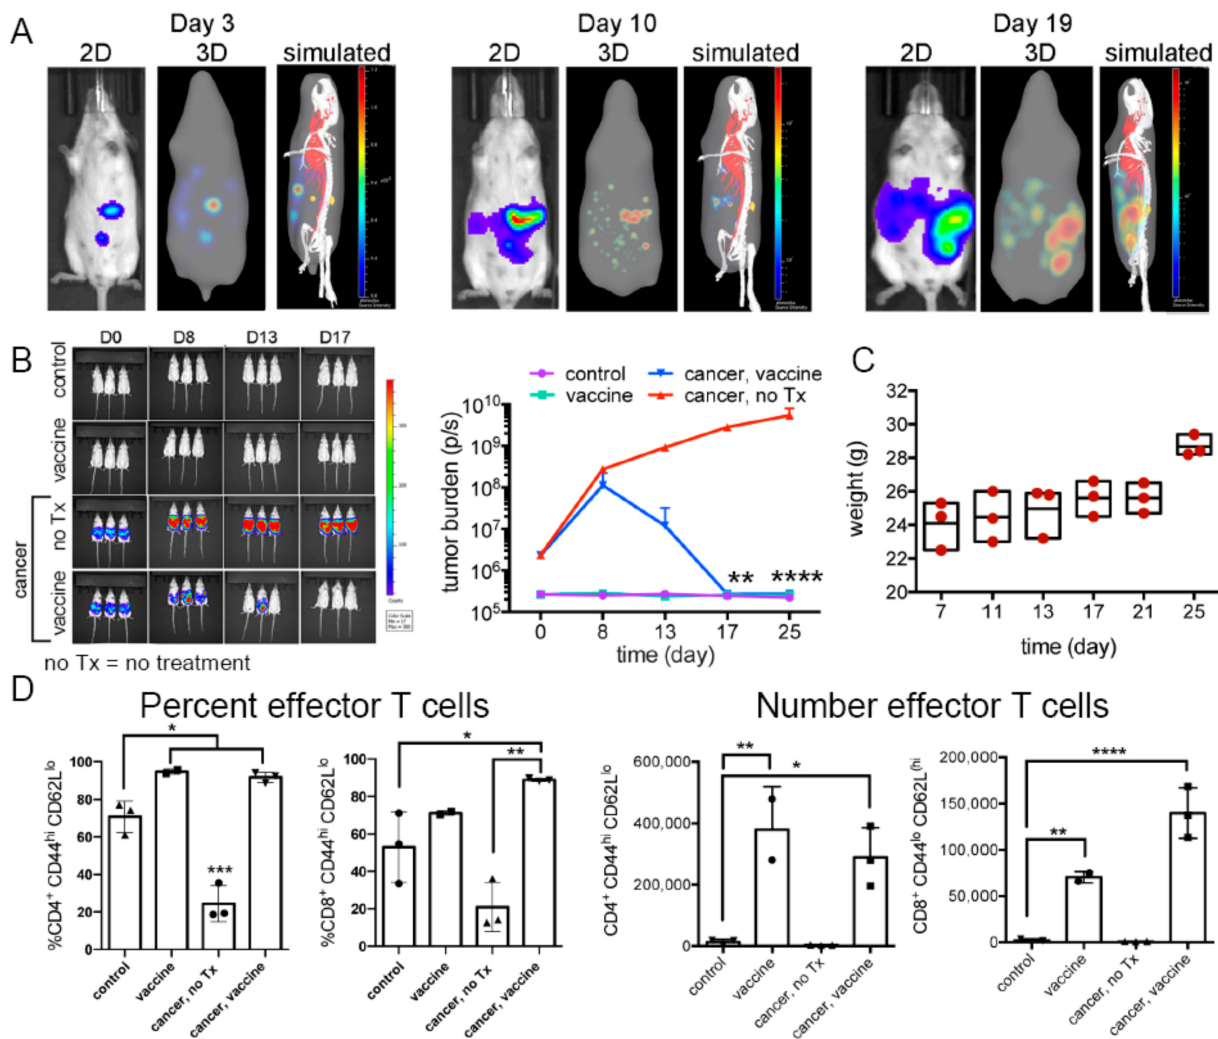 A
Day 3
Day 10
Day 19
2D
3D
simulated
2D
3D
simulated
2D
3D
simulated
B
D0
D8
D13
D17
control
vaccine
cancer
no Tx
vaccine
no Tx = no treatment
control
vaccine
cancer, vaccine
cancer, no Tx
tumor burden (p/s)
10^10
10^9
10^8
10^7
10^6
10^5
**
****
0
8
13
17
25
time (day)
C
weight (g)
32
30
28
26
24
22
20
7
11
13
17
21
25
time (day)
D
Percent effector T cells
Number effector T cells
%CD4+ CD44hi CD62Llo
100
80
60
40
20
0
*
***
control
vaccine
cancer, no Tx
cancer, vaccine
%CD8+ CD44hi CD62Llo
100
80
60
40
20
0
*
**
control
vaccine
cancer, no Tx
cancer, vaccine
CD4+ CD44hi CD62Llo
600,000
400,000
200,000
0
**
*
control
vaccine
cancer, no Tx
cancer, vaccine
CD8+ CD44lo CD62L(hi
200,000
150,000
100,000
50,000
0
****
**
control
vaccine
cancer, no Tx
cancer, vaccine